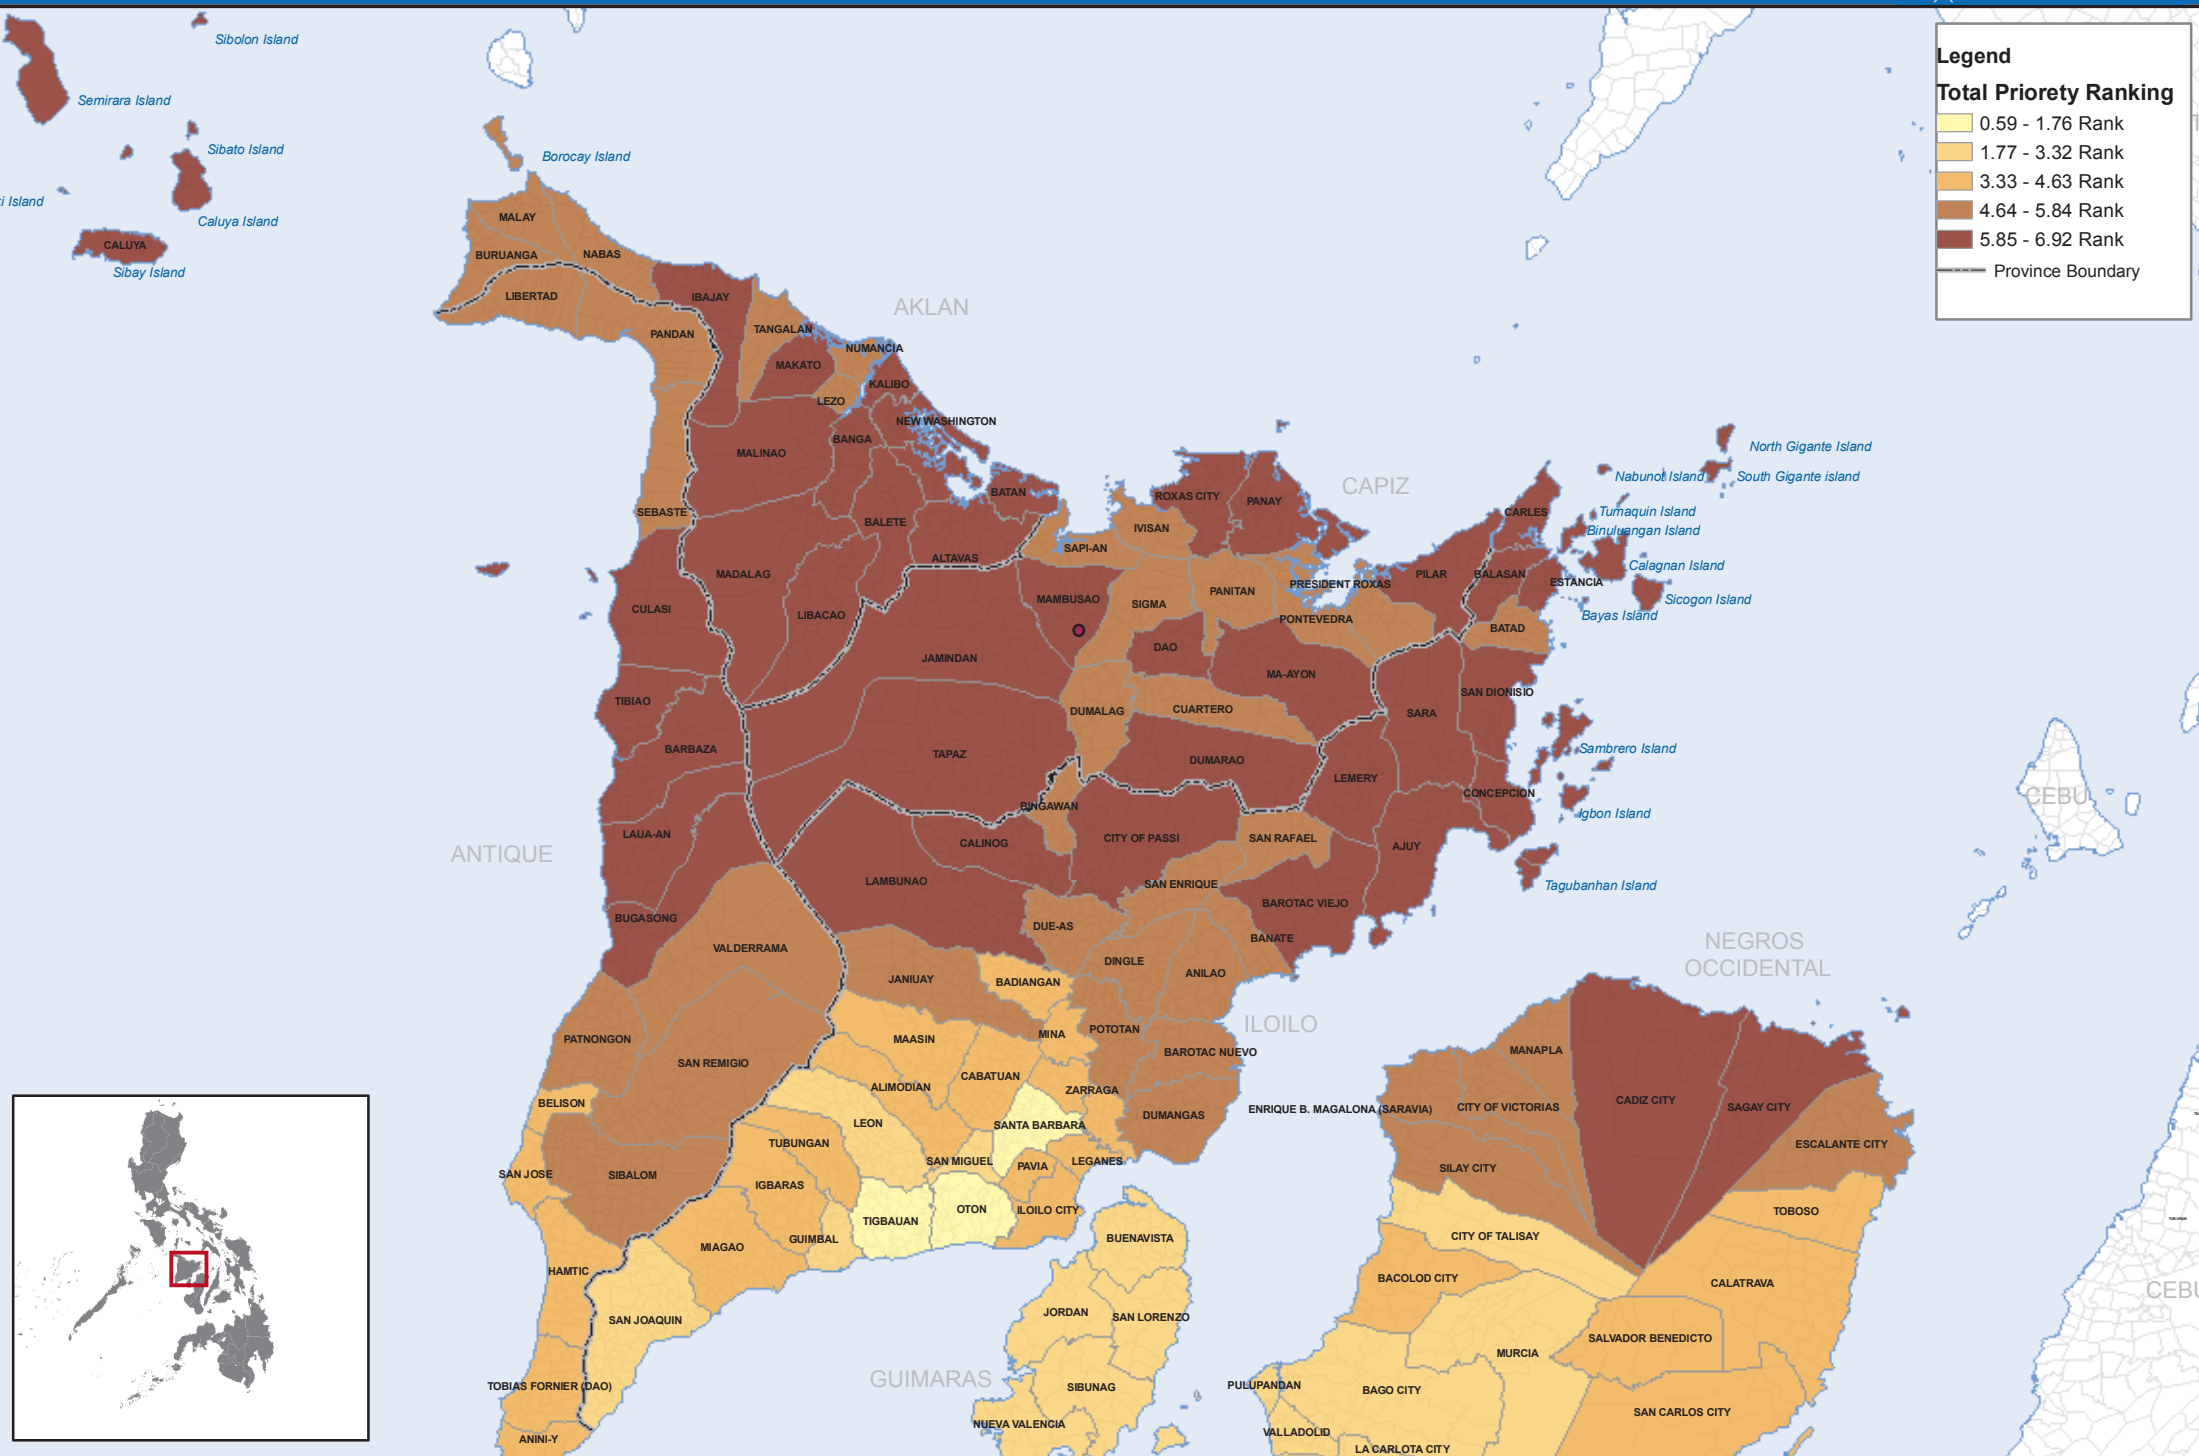 Legend
Total Priorety Ranking
0.59 - 1.76 Rank
1.77 - 3.32 Rank
3.33 - 4.63 Rank
4.64 - 5.84 Rank
5.85 - 6.92 Rank
Province Boundary
Sibolon Island
Semirara Island
Sibato Island
Borocay Island
i Island
Caluya Island
CALUYA
Sibay Island
MALAY
BURUANGA
NABAS
LIBERTAD
IBAJAY
AKLAN
PANDAN
TANGALAN
NUMANCIA
MAKATO
KALIBO
LEZO
NEW WASHINGTON
BANGA
MALINAO
North Gigante Island
Nabunot Island
South Gigante island
CAPIZ
BATAN
ROXAS CITY
PANAY
SEBASTE
CARLES
Tumaquin Island
Binuluangan Island
BALETE
IVISAN
SAPI-AN
ALTAVAS
Calagnan Island
MADALAG
PILAR
BALASAN
ESTANCIA
PRESIDENT ROXAS
PANITAN
MAMBUSAO
SIGMA
Sicogon Island
CULASI
LIBACAO
Bayas Island
PONTEVEDRA
BATAD
DAO
JAMINDAN
MA-AYON
SAN DIONISIO
TIBIAO
DUMALAG
CUARTERO
SARA
BARBAZA
Sambrero Island
TAPAZ
DUMARAO
LEMERY
CONCEPCION
CEBU
BINGAWAN
Igbon Island
LAUA-AN
CALINOG
CITY OF PASSI
SAN RAFAEL
AJUY
ANTIQUE
LAMBUNAO
SAN ENRIQUE
Tagubanhan Island
BAROTAC VIEJO
BUGASONG
DUE-AS
BANATE
VALDERRAMA
NEGROS
OCCIDENTAL
DINGLE
ANILAO
JANIUAY
BADIANGAN
ILOILO
POTOTAN
MINA
PATNONGON
MAASIN
BAROTAC NUEVO
MANAPLA
SAN REMIGIO
CABATUAN
ALIMODIAN
ZARRAGA
CADIZ CITY
BELISON
SAGAY CITY
ENRIQUE B. MAGALONA (SARAVIA)
CITY OF VICTORIAS
DUMANGAS
LEON
SANTA BARBARA
TUBUNGAN
ESCALANTE CITY
SAN MIGUEL
LEGANES
PAVIA
SILAY CITY
SAN JOSE
SIBALOM
IGBARAS
OTON
ILOILO CITY
TOBOSO
TIGBAUAN
CITY OF TALISAY
BUENAVISTA
GUIMBAL
MIAGAO
HAMTIC
BACOLOD CITY
CALATRAVA
CEBU
JORDAN
SAN LORENZO
SAN JOAQUIN
SALVADOR BENEDICTO
MURCIA
GUIMARAS
PULUPANDAN
TOBIAS FORNIER (DAO)
SIBUNAG
BAGO CITY
SAN CARLOS CITY
NUEVA VALENCIA
VALLADOLID
ANINI-Y
LA CARLOTA CITY